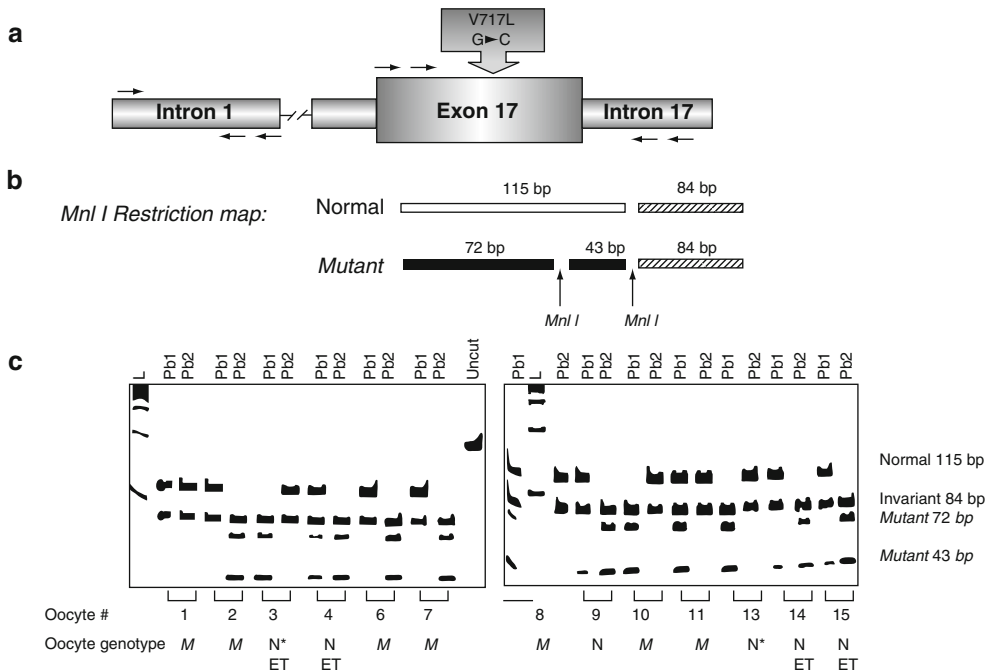 a
V717L
G►C
Intron 1
Exon 17
Intron 17
b
Mnl I Restriction map:
Normal
115 bp
84 bp
Mutant
72 bp
43 bp
84 bp
Mnl I
Mnl I
c
L
Pb1
Pb2
Pb1
Pb2
Pb1
Pb2
Pb1
Pb2
Pb1
Pb2
Pb1
Pb2
Uncut
Pb1
L
Pb2
Pb1
Pb2
Pb1
Pb2
Pb1
Pb2
Pb1
Pb2
Pb1
Pb2
Pb1
Pb2
Normal 115 bp
Invariant 84 bp
Mutant 72 bp
Mutant 43 bp
Oocyte # 1 2 3 4 6 7 8 9 10 11 13 14 15
Oocyte genotype M M N* N M M M N M M N* N N
ET ET ET ET